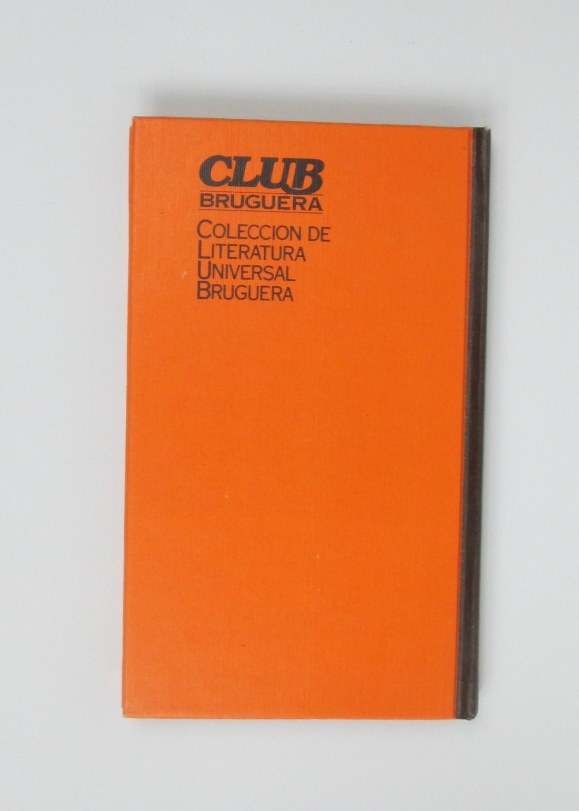 CLUB
BRUGUERA
COLECCION DE
LITERATURA
UNIVERSAL
BRUGUERA